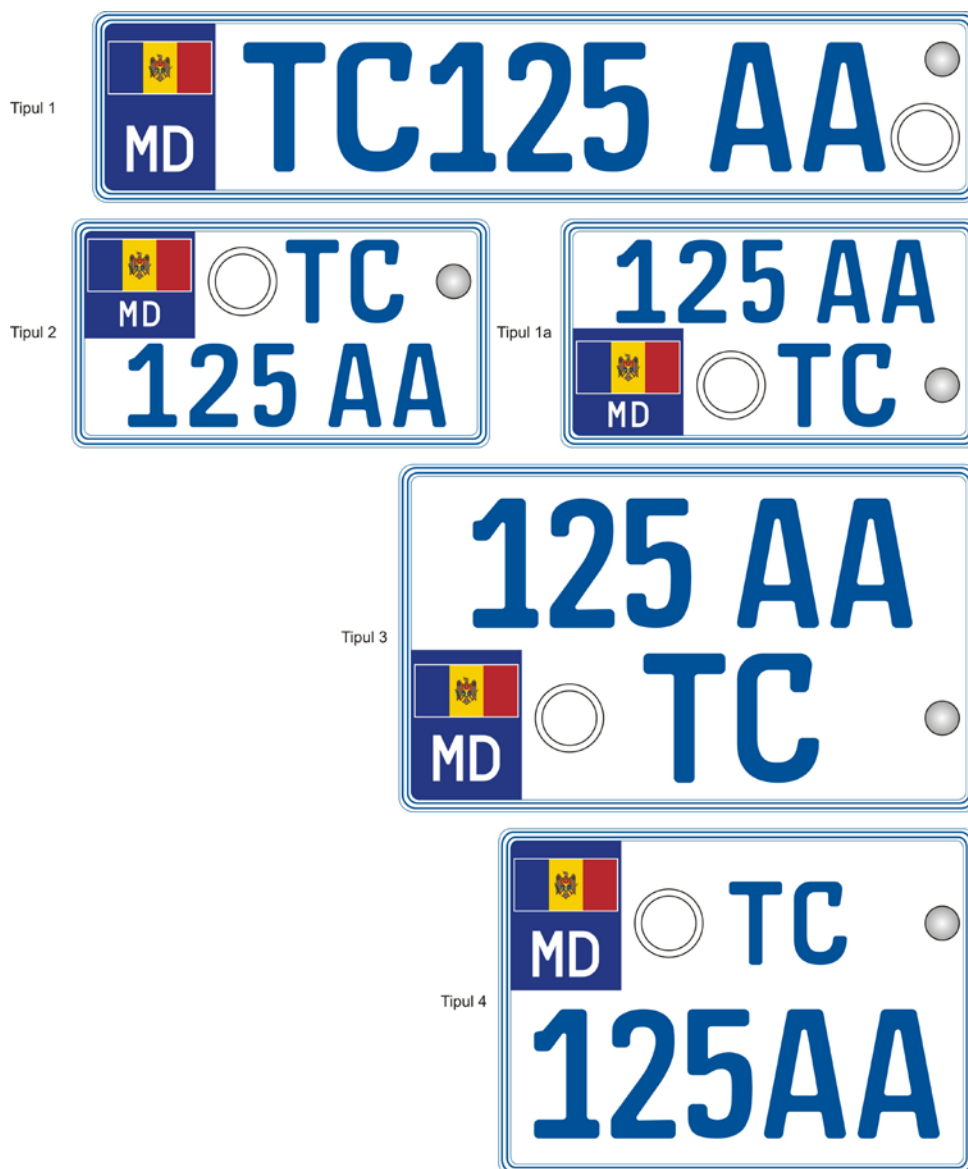 Tipul 1
MD
TC125 AA
Tipul 2
MD
TC
125 AA
Tipul 1a
125 AA
MD
TC
Tipul 3
125 AA
MD
TC
Tipul 4
MD
TC
125AA